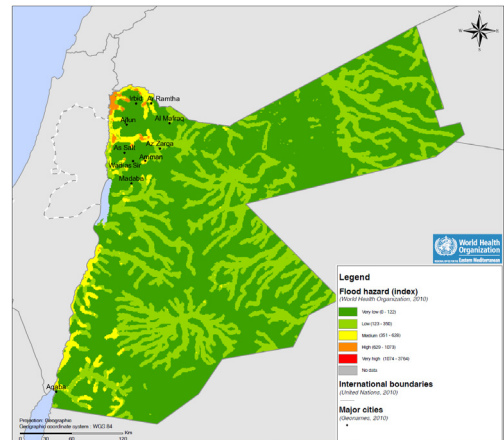 N
Irbid
Ar Ramtha
Ajlun
Al Mafraq
Az Zarqa
As Salt
Amman
Wadi as Sir
Madaba
Aqaba
World Health
Organization
Eastern Mediterranean
Legend
Flood hazard (index)
(World Health Organization, 2010)
Very low (0 - 122)
Low (123 - 350)
Medium (351 - 628)
High (629 - 1073)
Very high (1074 - 3764)
No data
International boundaries
(United Nations, 2010)
Major cities
(Geonames, 2010)
Projection: Geographic
Geographic coordinate system : WGS 84
0
30
60
120
Km